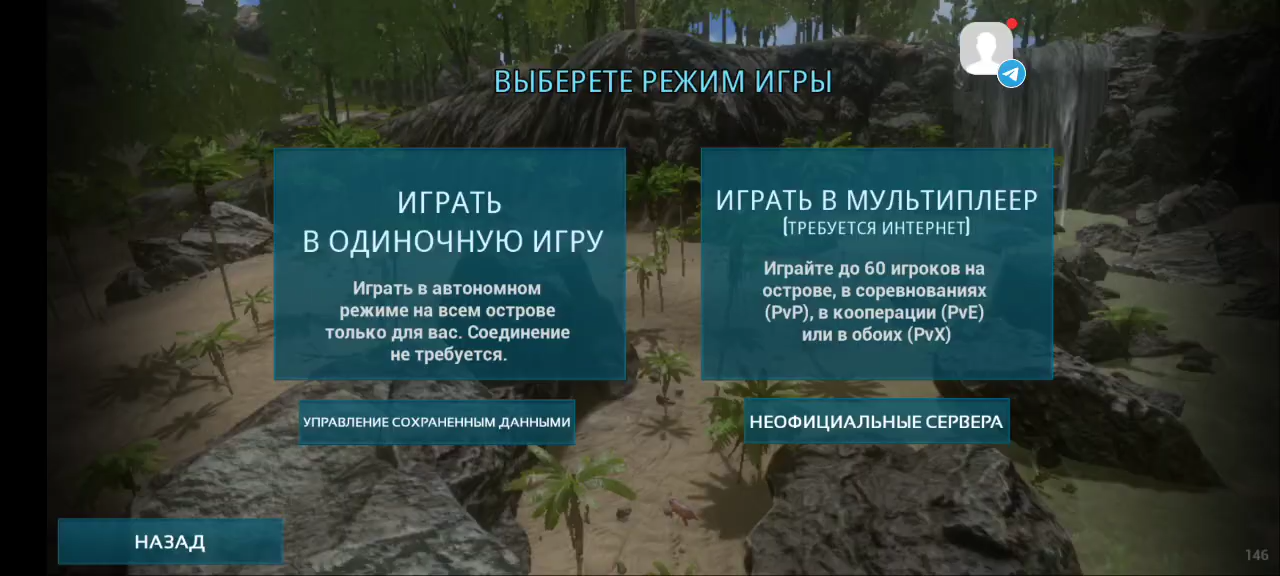 ВЫБЕРЕТЕ РЕЖИМ ИГРЫ
ИГРАТЬ
В ОДИНОЧНУЮ ИГРУ
Играть в автономном
режиме на всем острове
только для вас. Соединение
не требуется.
УПРАВЛЕНИЕ СОХРАНЕННЫМ ДАННЫМИ
ИГРАТЬ В МУЛЬТИПЛЕЕР
(ТРЕБУЕТСЯ ИНТЕРНЕТ)
Играйте до 60 игроков на
острове, в соревнованиях
(PvP), в кооперации (PvE)
или в обоих (PvX)
НЕОФИЦИАЛЬНЫЕ СЕРВЕРА
НАЗАД
146